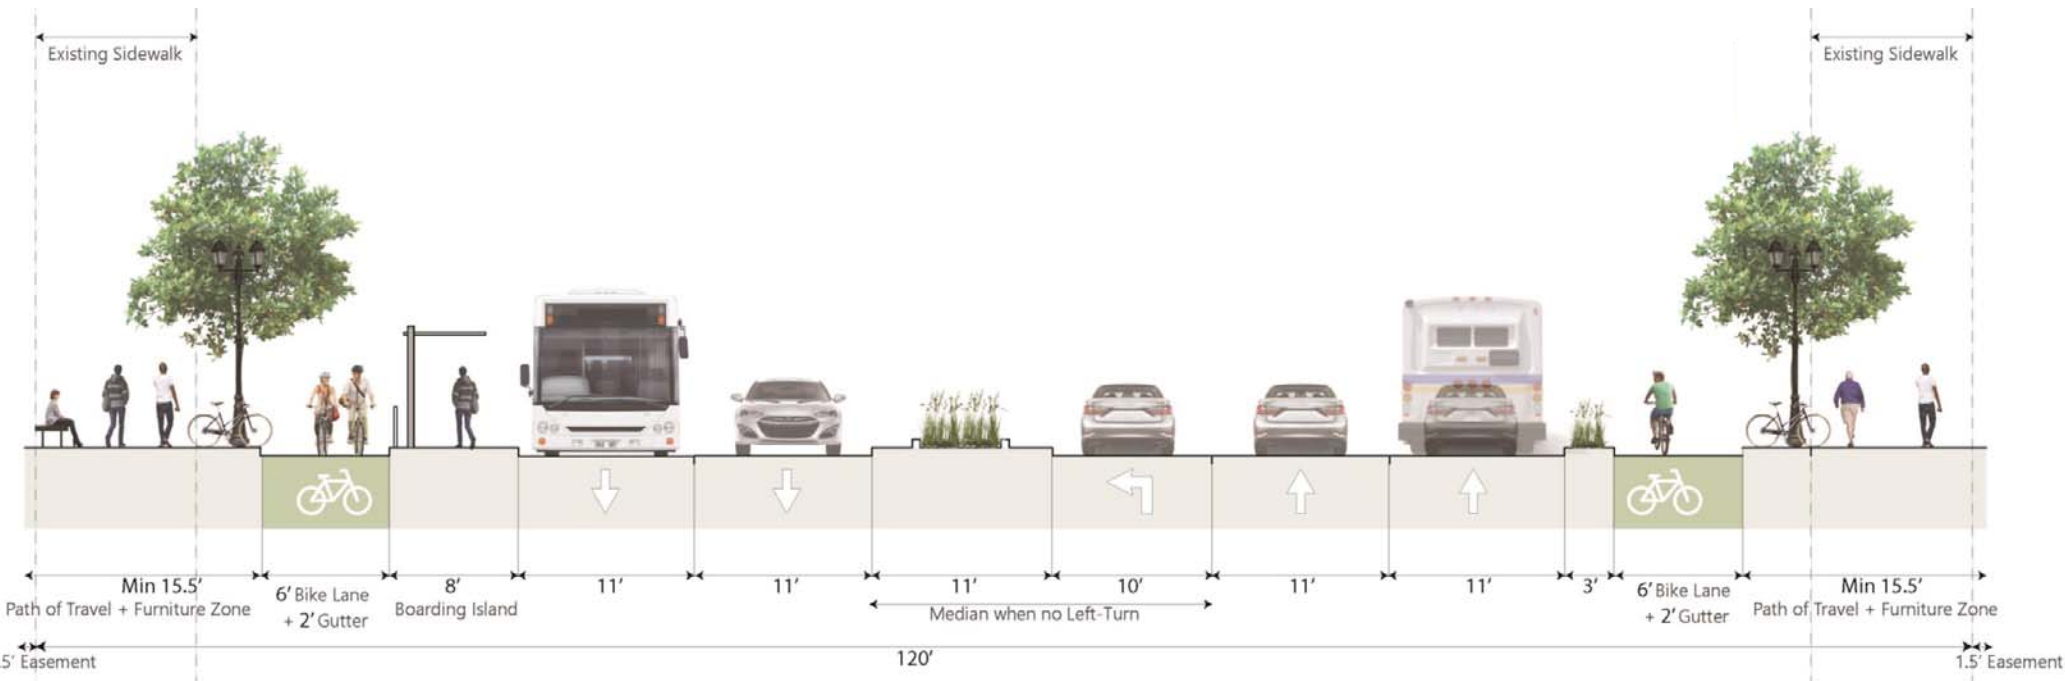 Existing Sidewalk
Existing Sidewalk
Min 15.5′
Path of Travel + Furniture Zone
6′ Bike Lane
+ 2′ Gutter
8′
Boarding Island
11′
11′
11′
10′
Median when no Left-Turn
11′
11′
3′
6′ Bike Lane
+ 2′ Gutter
Min 15.5′
Path of Travel + Furniture Zone
.5′ Easement
120′
1.5′ Easement